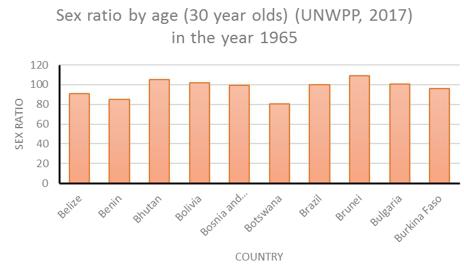 Sex ratio by age (30 year olds) (UNWPP, 2017)
in the year 1965
SEX RATIO
120
100
80
60
40
20
0
Belize
Benin
Bhutan
Bolivia
Bosnia and...
Botswana
Brazil
Brunei
Bulgaria
Burkina Faso
COUNTRY